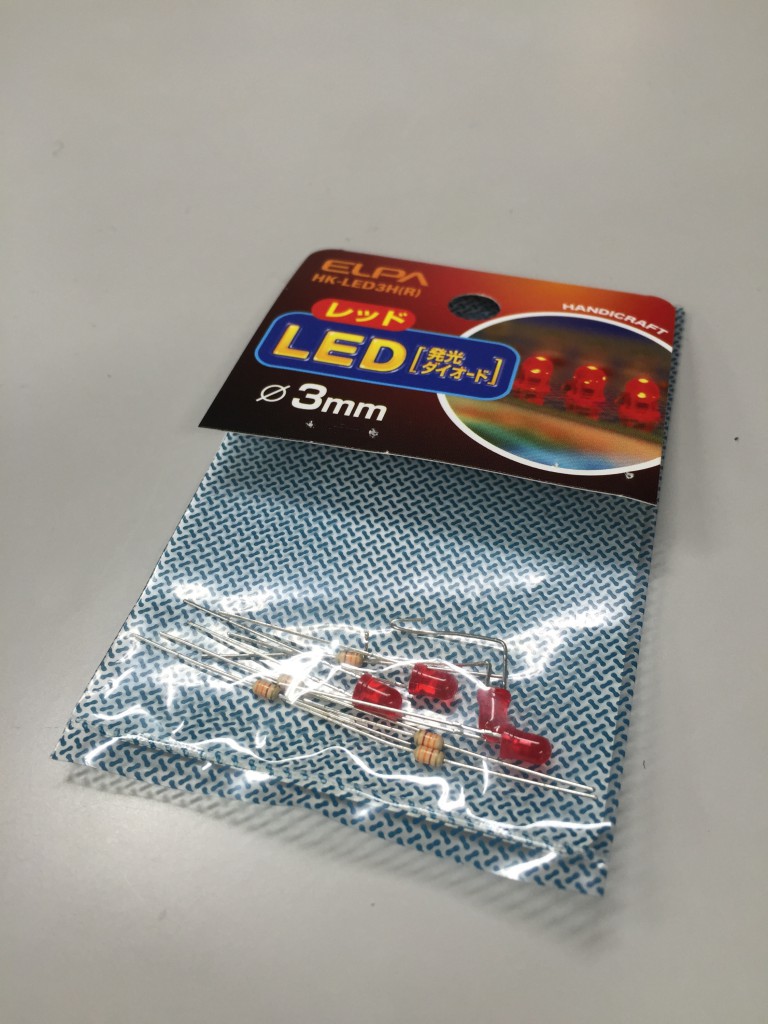 ELPA
HK-LED3H(R)
HANDICRAFT
レッド
LED [発光
ダイオード]
⌀ 3mm